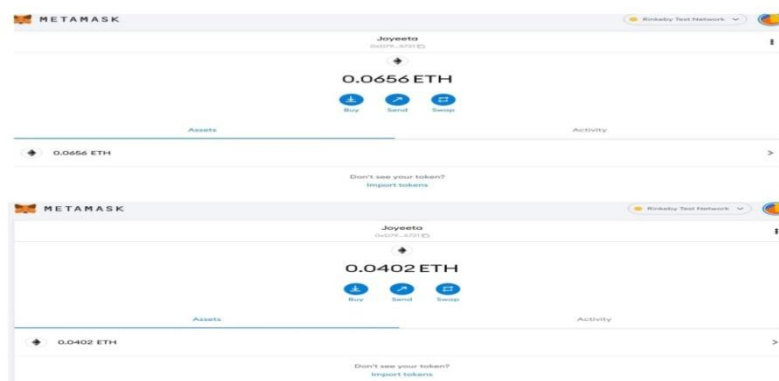 METAMASK
Rinkeby Test Network
Joyeeta
0.0656 ETH
Buy Send Swap
Assets Activity
0.0656 ETH
Don't see your token?
Import tokens
METAMASK
Rinkeby Test Network
Joyeeta
0.0402 ETH
Buy Send Swap
Assets Activity
0.0402 ETH
Don't see your token?
Import tokens